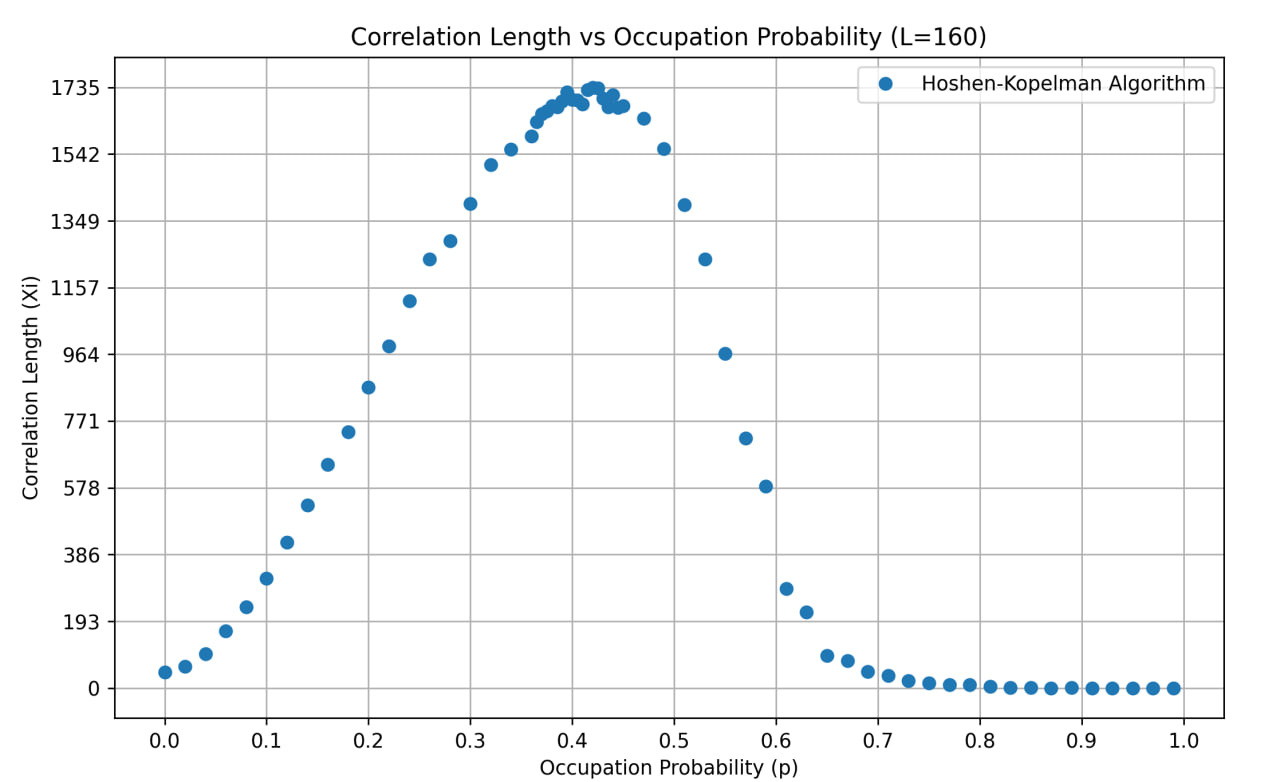 Correlation Length vs Occupation Probability (L=160)
Hoshen-Kopelman Algorithm
Correlation Length (Xi)
1735
1542
1349
1157
964
771
578
386
193
0
0.0 0.1 0.2 0.3 0.4 0.5 0.6 0.7 0.8 0.9 1.0
Occupation Probability (p)